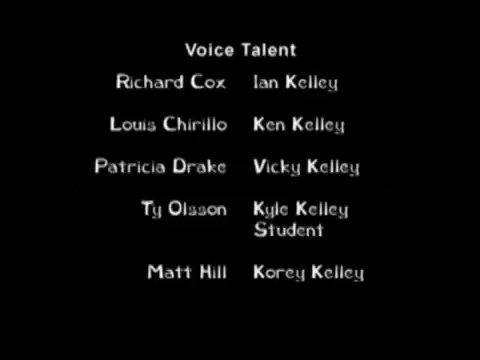 Voice Talent
Richard Cox Ian Kelley
Louis Chirillo Ken Kelley
Patricia Drake Vicky Kelley
Ty Olsson Kyle Kelley
Student
Matt Hill Korey Kelley